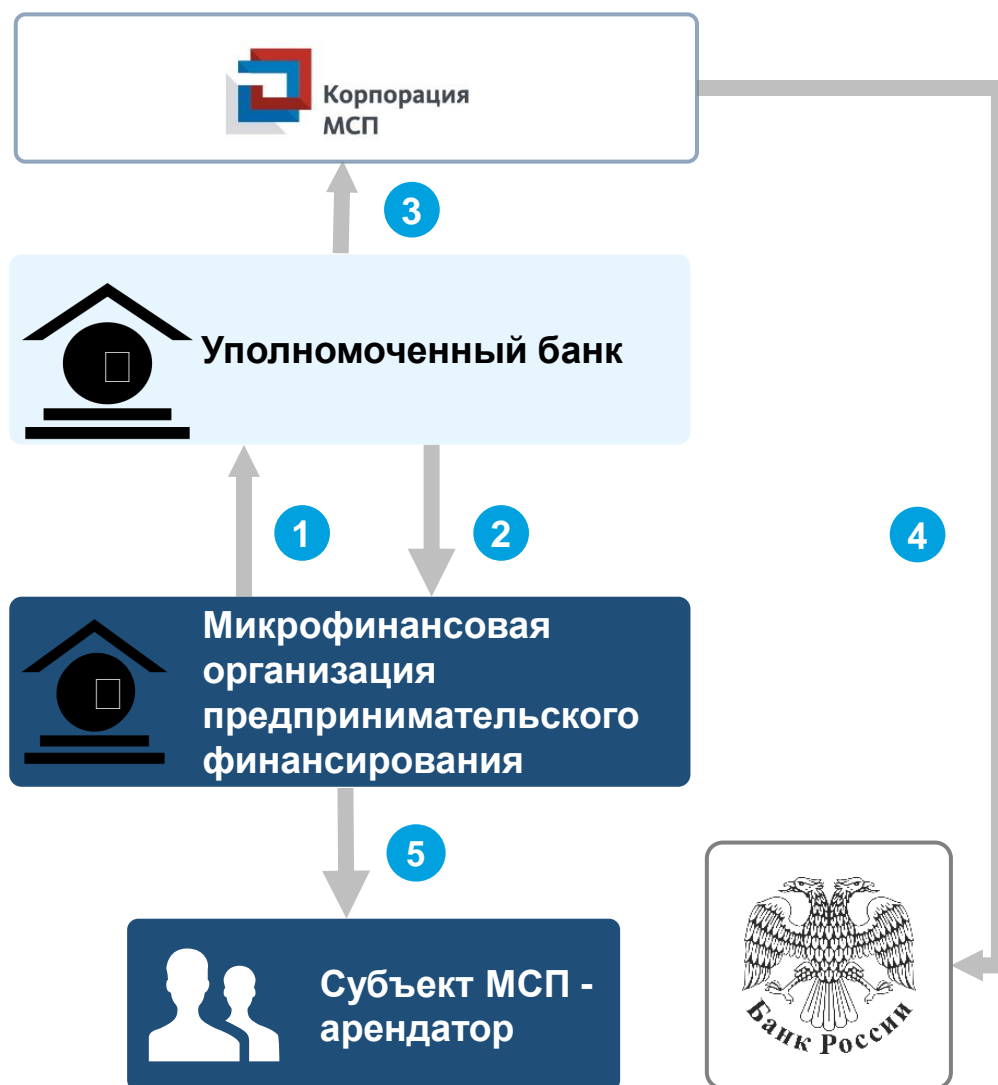 Корпорация
МСП
3
Уполномоченный банк
1
2
4
Микрофинансовая
организация
предпринимательского
финансирования
5
Субъект МСП -
арендатор
Банк России